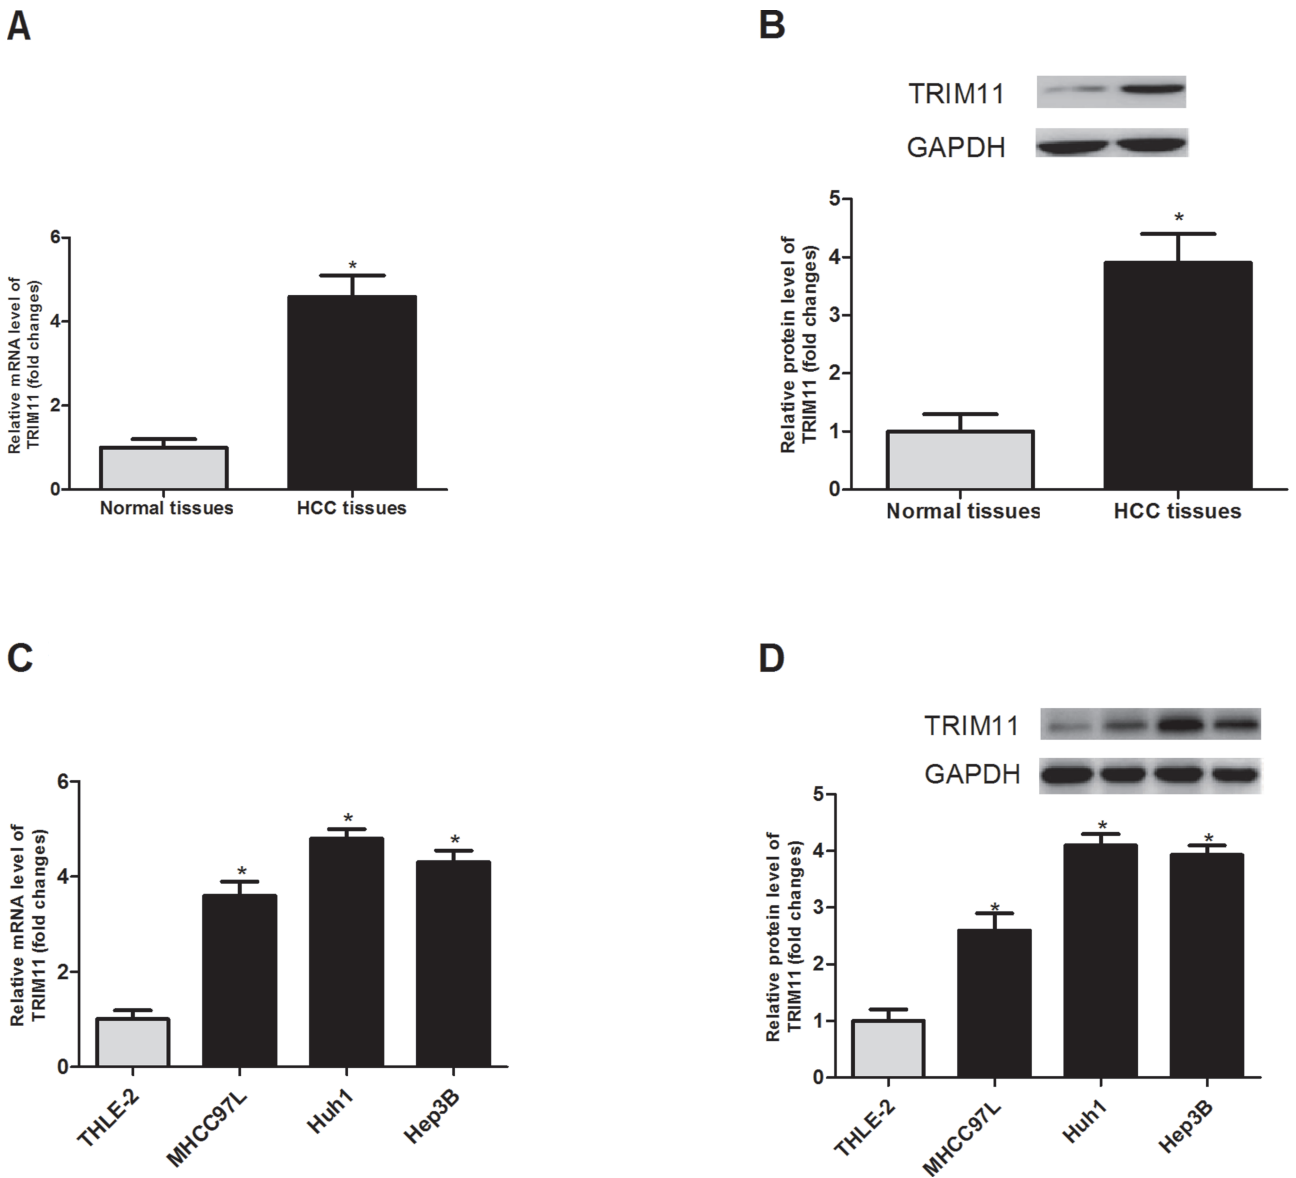 A
Relative mRNA level of
TRIM11 (fold changes)
6
4
2
0
*
Normal tissues
HCC tissues
B
TRIM11
GAPDH
Relative protein level of
TRIM11 (fold changes)
5
4
3
2
1
0
*
Normal tissues
HCC tissues
C
Relative mRNA level of
TRIM11 (fold changes)
6
4
2
0
*
*
*
THLE-2
MHCC97L
Huh1
Hep3B
D
TRIM11
GAPDH
Relative protein level of
TRIM11 (fold changes)
5
4
3
2
1
0
*
*
*
THLE-2
MHCC97L
Huh1
Hep3B